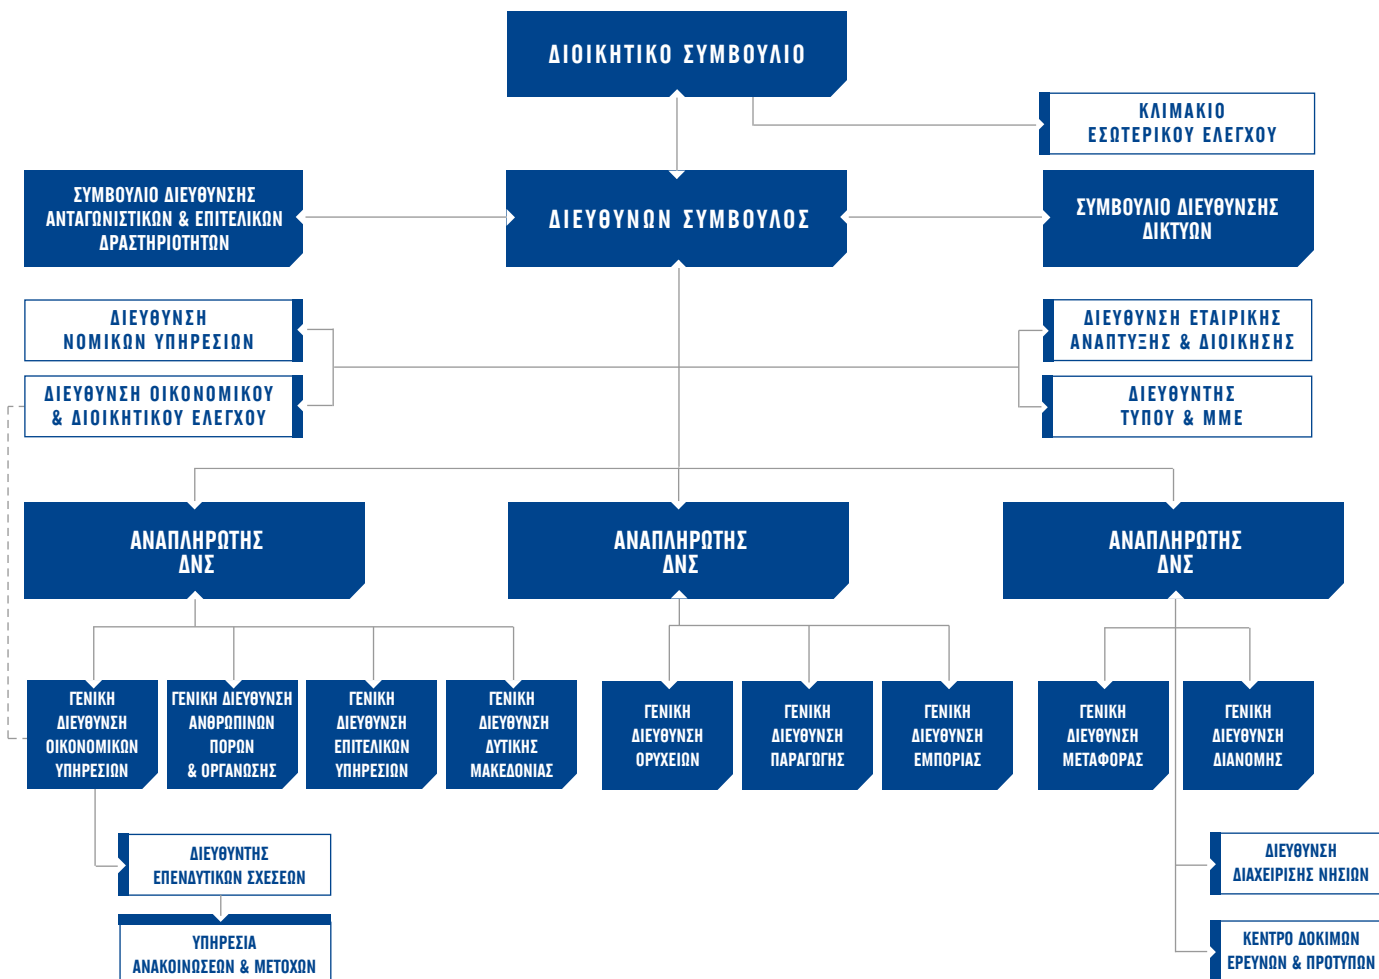 ΔΙΟΙΚΗΤΙΚΟ ΣΥΜΒΟΥΛΙΟ
ΚΛΙΜΑΚΙΟ
ΕΣΩΤΕΡΙΚΟΥ ΕΛΕΓΧΟΥ
ΣΥΜΒΟΥΛΙΟ ΔΙΕΥΘΥΝΣΗΣ
ΑΝΤΑΓΩΝΙΣΤΙΚΩΝ & ΕΠΙΤΕΛΙΚΩΝ
ΔΡΑΣΤΗΡΙΟΤΗΤΩΝ
ΔΙΕΥΘΥΝΩΝ ΣΥΜΒΟΥΛΟΣ
ΣΥΜΒΟΥΛΙΟ ΔΙΕΥΘΥΝΣΗΣ
ΔΙΚΤΥΩΝ
ΔΙΕΥΘΥΝΣΗ
ΝΟΜΙΚΩΝ ΥΠΗΡΕΣΙΩΝ
ΔΙΕΥΘΥΝΣΗ ΕΤΑΙΡΙΚΗΣ
ΑΝΑΠΤΥΞΗΣ & ΔΙΟΙΚΗΣΗΣ
ΔΙΕΥΘΥΝΣΗ ΟΙΚΟΝΟΜΙΚΟΥ
& ΔΙΟΙΚΗΤΙΚΟΥ ΕΛΕΓΧΟΥ
ΔΙΕΥΘΥΝΤΗΣ
ΤΥΠΟΥ & ΜΜΕ
ΑΝΑΠΛΗΡΩΤΗΣ
ΔΝΣ
ΑΝΑΠΛΗΡΩΤΗΣ
ΔΝΣ
ΑΝΑΠΛΗΡΩΤΗΣ
ΔΝΣ
ΓΕΝΙΚΗ
ΔΙΕΥΘΥΝΣΗ
ΟΙΚΟΝΟΜΙΚΩΝ
ΥΠΗΡΕΣΙΩΝ
ΓΕΝΙΚΗ ΔΙΕΥΘΥΝΣΗ
ΑΝΘΡΩΠΙΝΩΝ
ΠΟΡΩΝ
& ΟΡΓΑΝΩΣΗΣ
ΓΕΝΙΚΗ
ΔΙΕΥΘΥΝΣΗ
ΕΠΙΤΕΛΙΚΩΝ
ΥΠΗΡΕΣΙΩΝ
ΓΕΝΙΚΗ
ΔΙΕΥΘΥΝΣΗ
ΔΥΤΙΚΗΣ
ΜΑΚΕΔΟΝΙΑΣ
ΓΕΝΙΚΗ
ΔΙΕΥΘΥΝΣΗ
ΟΡΥΧΕΙΩΝ
ΓΕΝΙΚΗ
ΔΙΕΥΘΥΝΣΗ
ΠΑΡΑΓΩΓΗΣ
ΓΕΝΙΚΗ
ΔΙΕΥΘΥΝΣΗ
ΕΜΠΟΡΙΑΣ
ΓΕΝΙΚΗ
ΔΙΕΥΘΥΝΣΗ
ΜΕΤΑΦΟΡΑΣ
ΓΕΝΙΚΗ
ΔΙΕΥΘΥΝΣΗ
ΔΙΑΝΟΜΗΣ
ΔΙΕΥΘΥΝΤΗΣ
ΕΠΕΝΔΥΤΙΚΩΝ ΣΧΕΣΕΩΝ
ΔΙΕΥΘΥΝΣΗ
ΔΙΑΧΕΙΡΙΣΗΣ ΝΗΣΙΩΝ
ΥΠΗΡΕΣΙΑ
ΑΝΑΚΟΙΝΩΣΕΩΝ & ΜΕΤΟΧΩΝ
ΚΕΝΤΡΟ ΔΟΚΙΜΩΝ
ΕΡΕΥΝΩΝ & ΠΡΟΤΥΠΩΝ